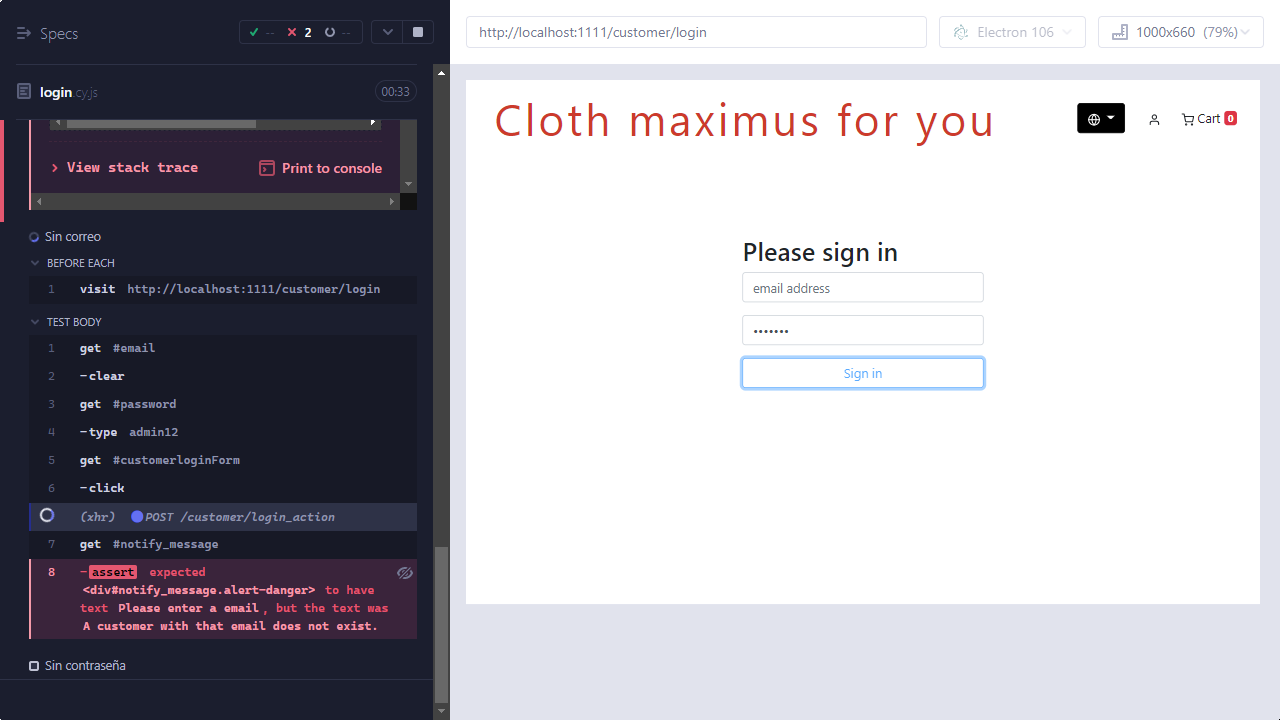 Specs
-- 2 --
http://localhost:1111/customer/login
Electron 106
1000x660 (79%)
login.cy.js
00:33
View stack trace
Print to console
Sin correo
BEFORE EACH
1 visit http://localhost:1111/customer/login
TEST BODY
1 get #email
2 -clear
3 get #password
4 -type admin12
5 get #customerloginForm
6 -click
(xhr) POST /customer/login_action
7 get #notify_message
8 -assert expected
<div#notify_message.alert-danger> to have
text Please enter a email, but the text was
A customer with that email does not exist.
Sin contraseña
Cloth maximus for you
Cart 0
Please sign in
email address
•••••••
Sign in